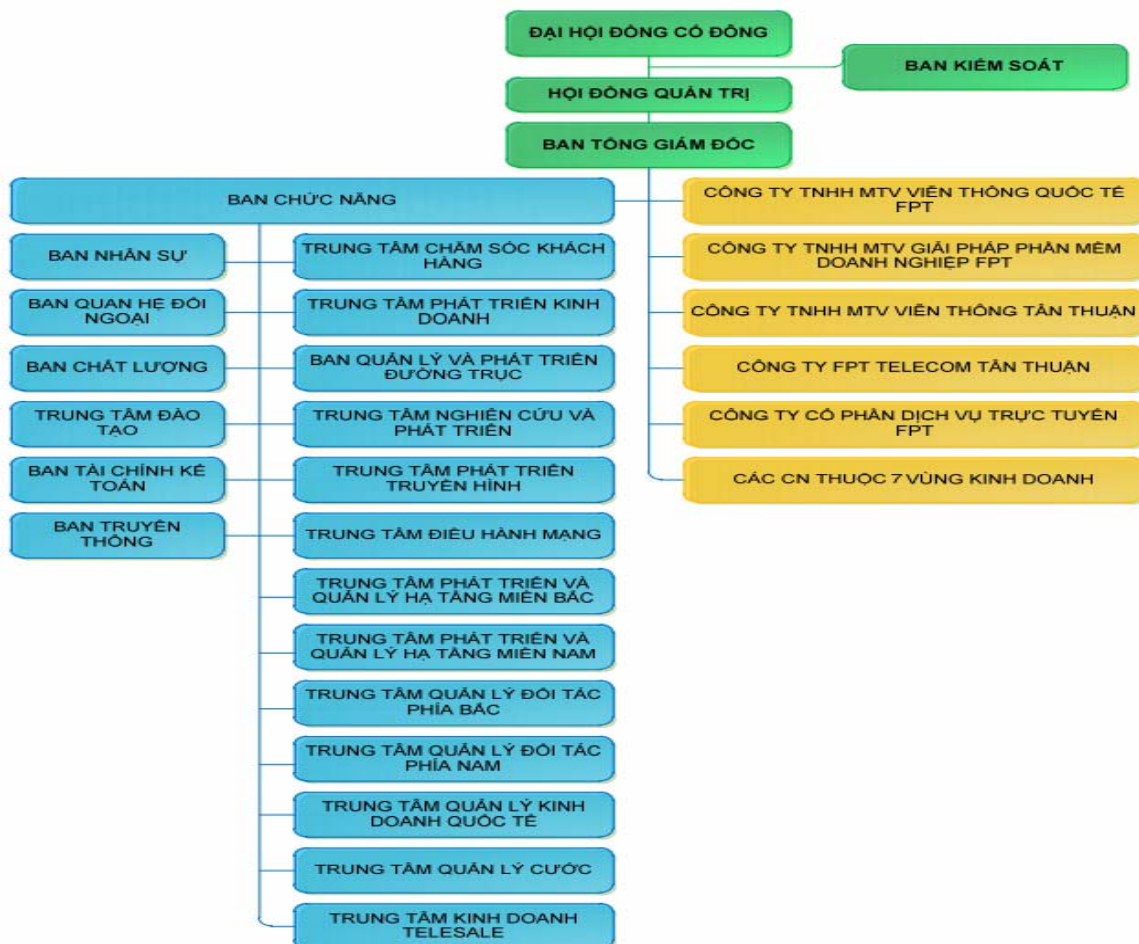 ĐẠI HỘI ĐỒNG CỔ ĐÔNG
BAN KIỂM SOÁT
HỘI ĐỒNG QUẢN TRỊ
BAN TỔNG GIÁM ĐỐC
BAN CHỨC NĂNG
BAN NHÂN SỰ
BAN QUAN HỆ ĐỐI
NGOẠI
BAN CHẤT LƯỢNG
TRUNG TÂM ĐÀO
TẠO
BAN TÀI CHÍNH KẾ
TOÁN
BAN TRUYỀN
THÔNG
TRUNG TÂM CHĂM SÓC KHÁCH
HÀNG
TRUNG TÂM PHÁT TRIỂN KINH
DOANH
BAN QUẢN LÝ VÀ PHÁT TRIỂN
ĐƯỜNG TRỤC
TRUNG TÂM NGHIÊN CỨU VÀ
PHÁT TRIỂN
TRUNG TÂM PHÁT TRIỂN
TRUYỀN HÌNH
TRUNG TÂM ĐIỀU HÀNH MẠNG
TRUNG TÂM PHÁT TRIỂN VÀ
QUẢN LÝ HẠ TẦNG MIỀN BẮC
TRUNG TÂM PHÁT TRIỂN VÀ
QUẢN LÝ HẠ TẦNG MIỀN NAM
TRUNG TÂM QUẢN LÝ ĐỐI TÁC
PHÍA BẮC
TRUNG TÂM QUẢN LÝ ĐỐI TÁC
PHÍA NAM
TRUNG TÂM QUẢN LÝ KINH
DOANH QUỐC TẾ
TRUNG TÂM QUẢN LÝ CƯỚC
TRUNG TÂM KINH DOANH
TELESALE
CÔNG TY TNHH MTV VIỄN THÔNG QUỐC TẾ
FPT
CÔNG TY TNHH MTV GIẢI PHÁP PHẦN MỀM
DOANH NGHIỆP FPT
CÔNG TY TNHH MTV VIỄN THÔNG TÂN THUẬN
CÔNG TY FPT TELECOM TÂN THUẬN
CÔNG TY CỔ PHẦN DỊCH VỤ TRỰC TUYẾN
FPT
CÁC CN THUỘC 7 VÙNG KINH DOANH